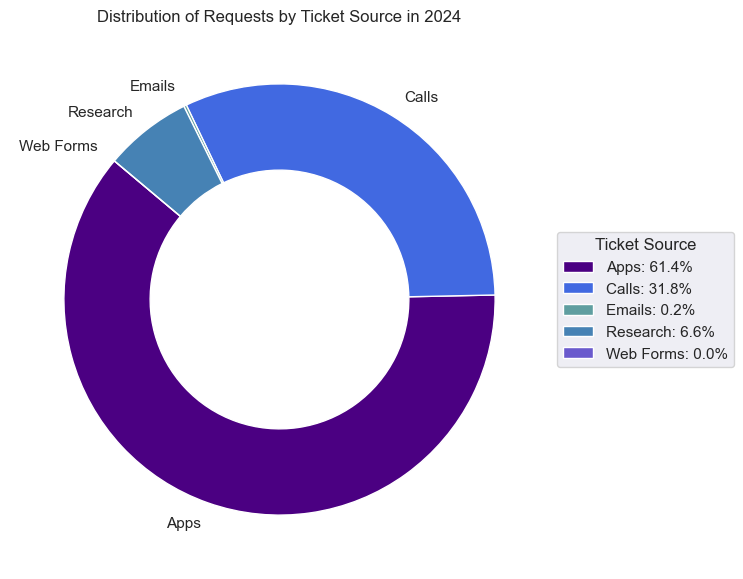 Distribution of Requests by Ticket Source in 2024
Emails
Calls
Research
Web Forms
Apps
Ticket Source
Apps: 61.4%
Calls: 31.8%
Emails: 0.2%
Research: 6.6%
Web Forms: 0.0%